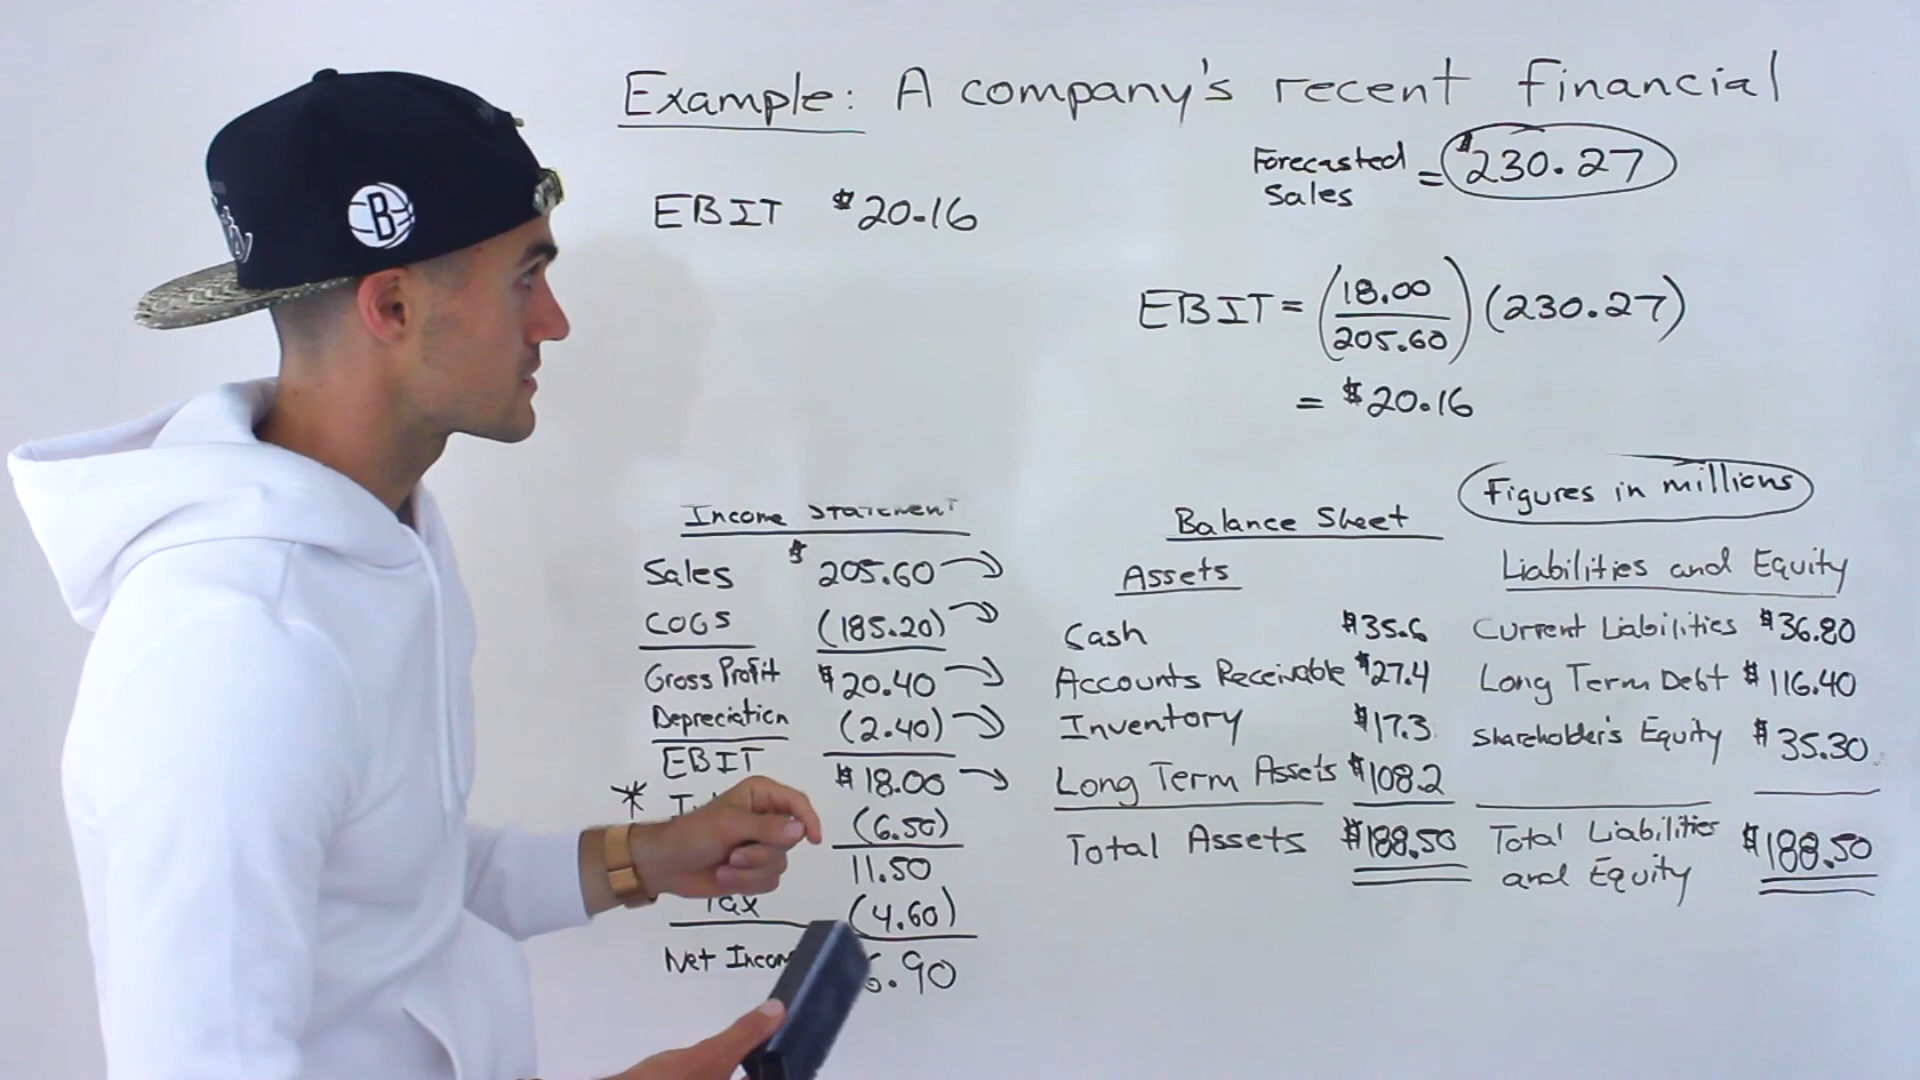 Example: A company's recent financial
Forecasted Sales = $230.27
EBIT $20.16
EBIT = (18.00 / 205.60) (230.27)
= $20.16
Figures in millions
Income Statement
Sales $ 205.60
COGS (185.20)
Gross Profit $20.40
Depreciation (2.40)
EBIT $18.00
* (6.50)
11.50
Tax (4.60)
Net 6.90
Balance Sheet
Assets
Cash $35.6
Accounts Receivable $27.4
Inventory $17.3
Long Term Assets $108.2
Total Assets $188.50
Liabilities and Equity
Current Liabilities $36.80
Long Term Debt $116.40
Shareholder's Equity $35.30
Total Liabilities and Equity $188.50
B